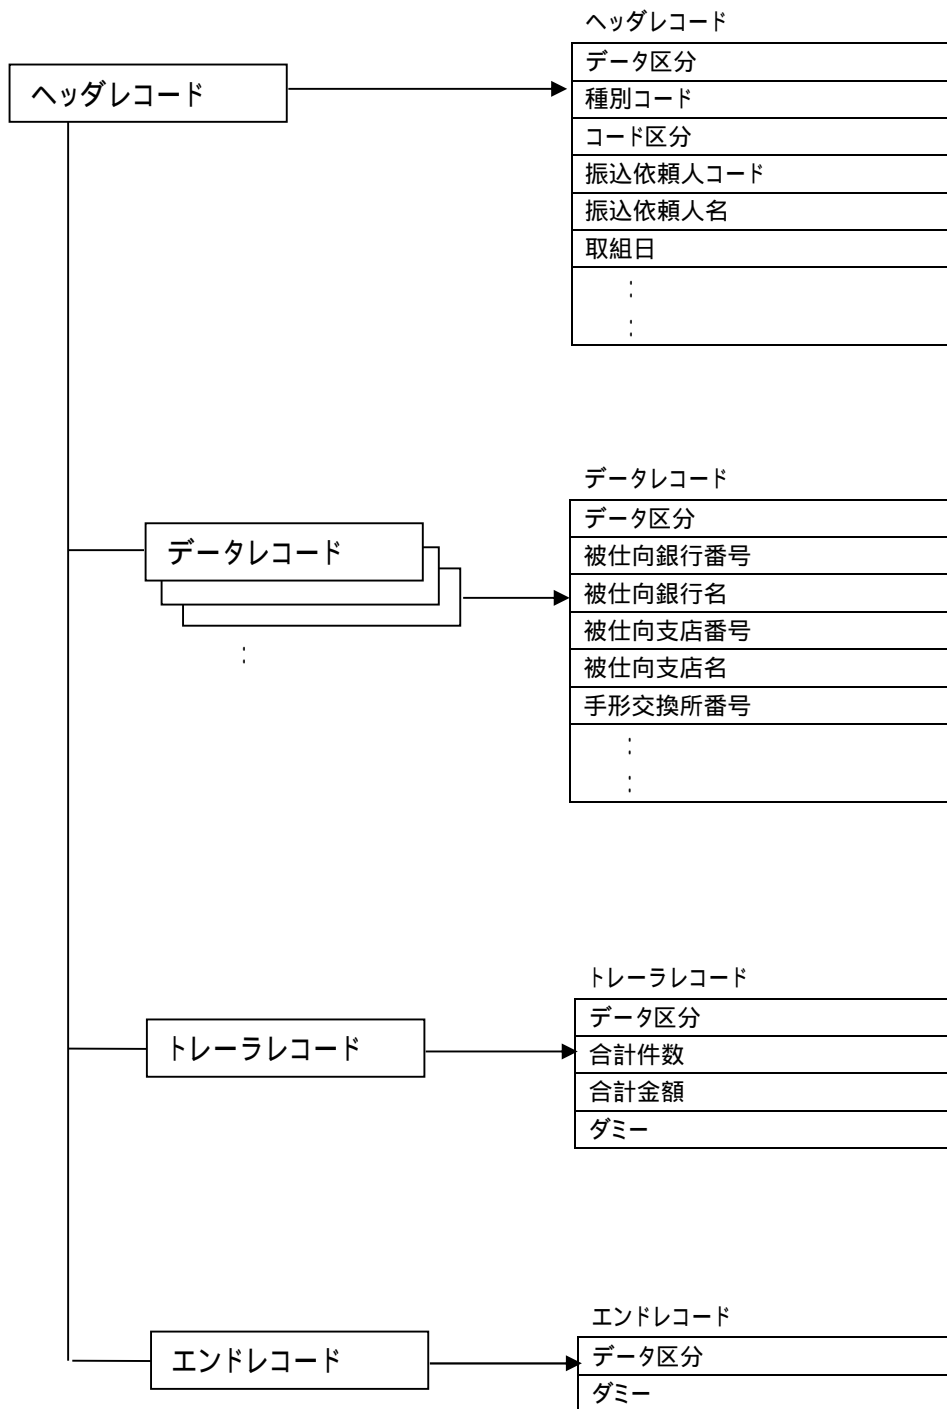 ヘッダレコード
ヘッダレコード
データ区分
種別コード
コード区分
振込依頼人コード
振込依頼人名
取組日
:
:
データレコード
:
データレコード
データ区分
被仕向銀行番号
被仕向銀行名
被仕向支店番号
被仕向支店名
手形交換所番号
:
:
トレーラレコード
トレーラレコード
データ区分
合計件数
合計金額
ダミー
エンドレコード
エンドレコード
データ区分
ダミー